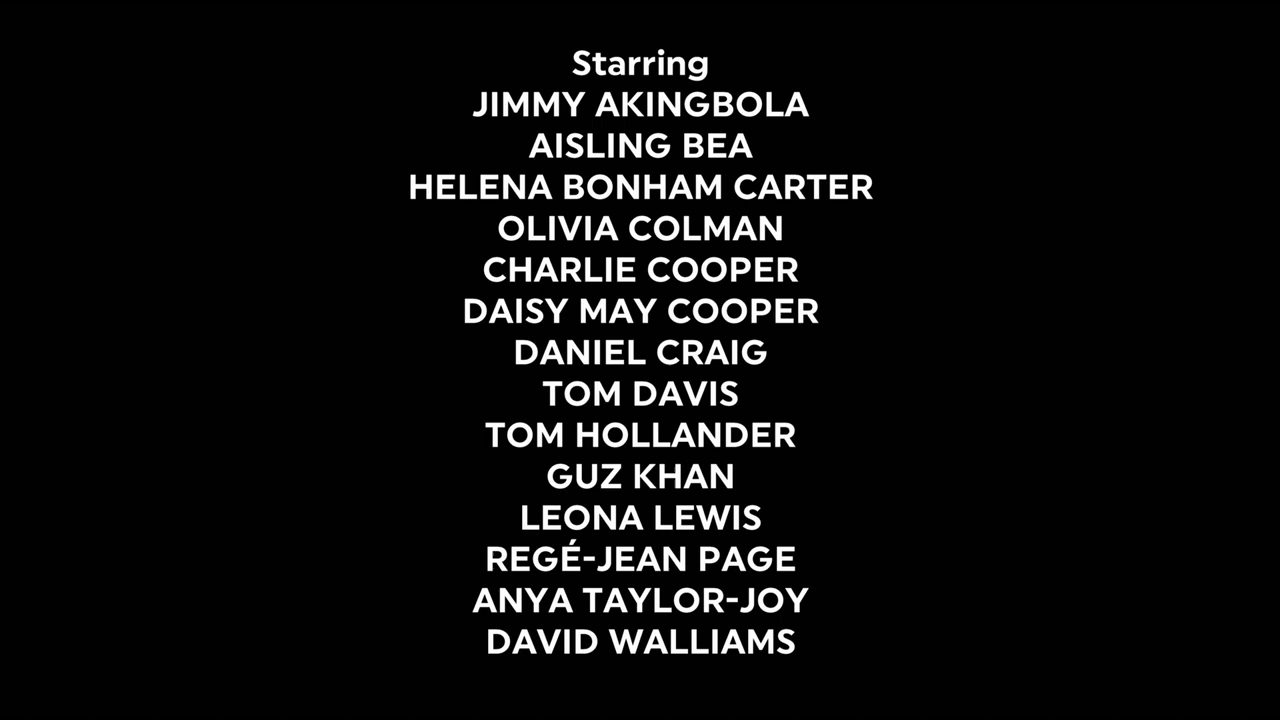 Starring
JIMMY AKINGBOLA
AISLING BEA
HELENA BONHAM CARTER
OLIVIA COLMAN
CHARLIE COOPER
DAISY MAY COOPER
DANIEL CRAIG
TOM DAVIS
TOM HOLLANDER
GUZ KHAN
LEONA LEWIS
REGÉ-JEAN PAGE
ANYA TAYLOR-JOY
DAVID WALLIAMS